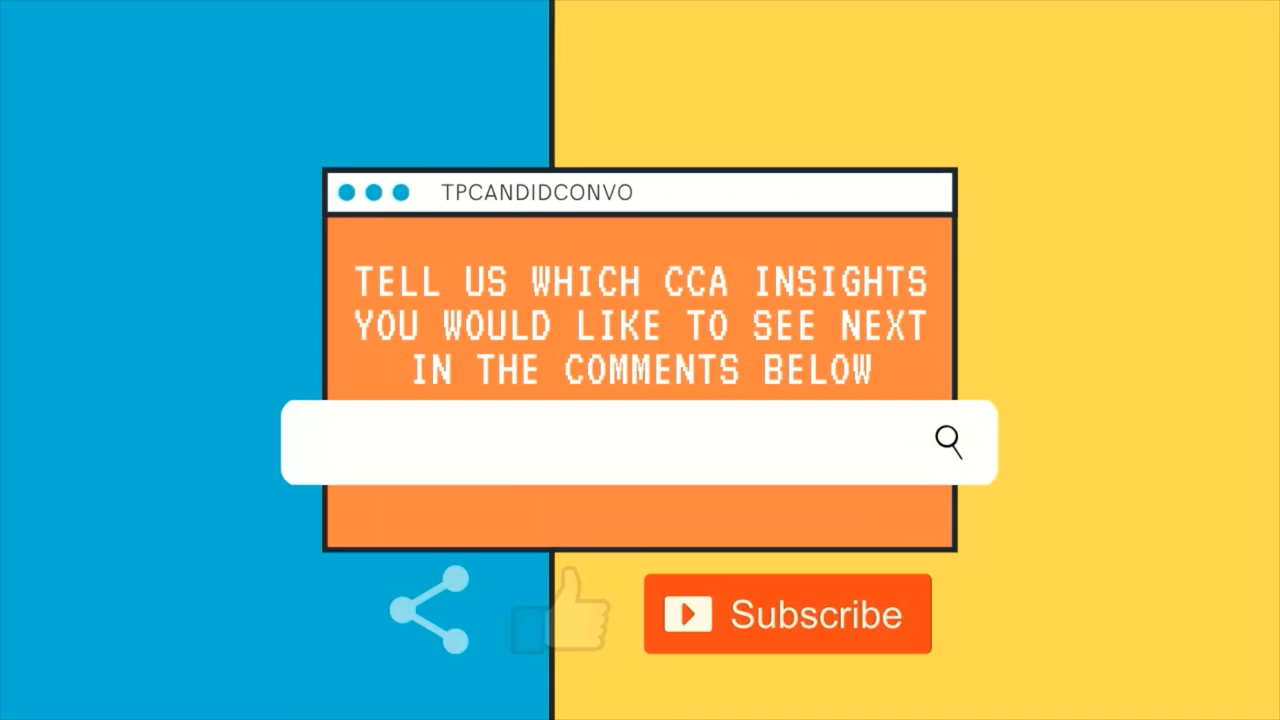 TPCANDIDCONVO
TELL US WHICH CCA INSIGHTS
YOU WOULD LIKE TO SEE NEXT
IN THE COMMENTS BELOW
Subscribe